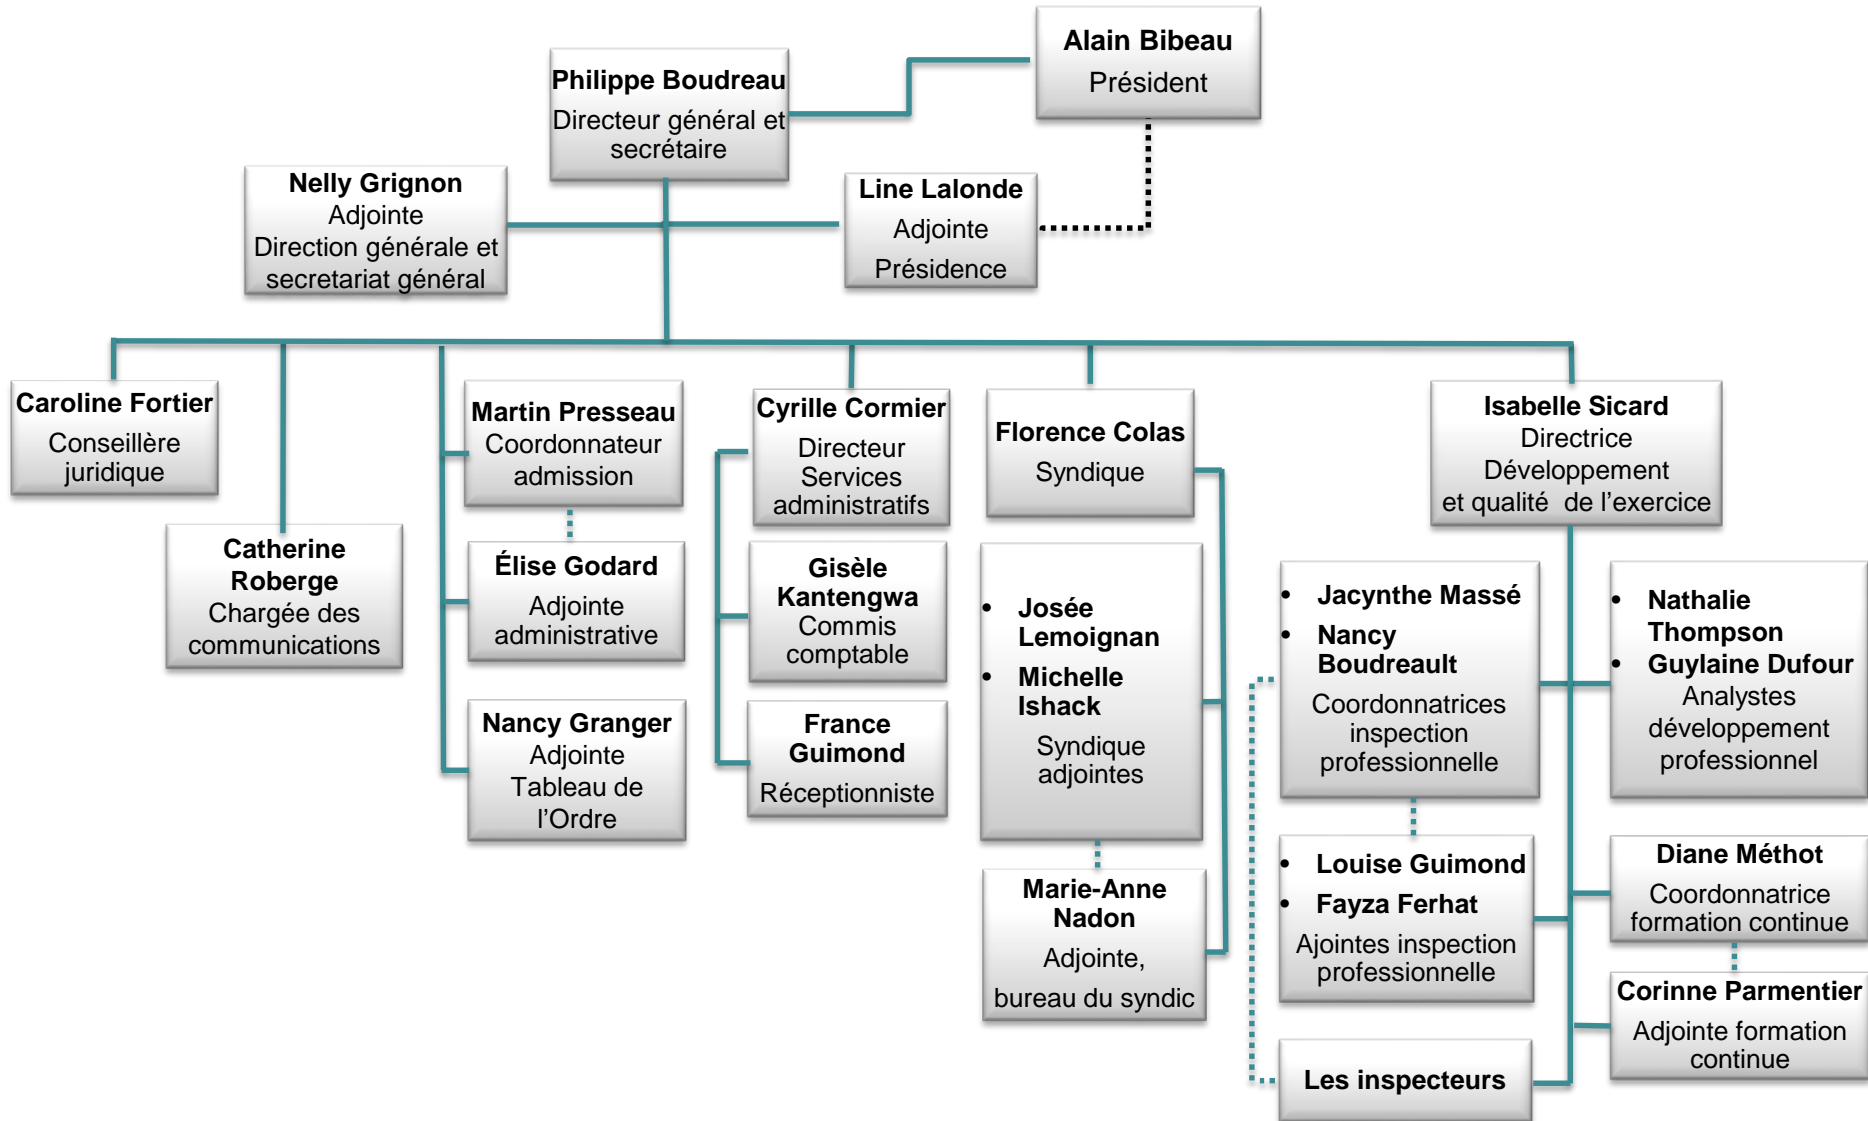 Alain Bibeau
Président
Philippe Boudreau
Directeur général et
secrétaire
Nelly Grignon
Adjointe
Direction générale et
secretariat général
Line Lalonde
Adjointe
Présidence
Caroline Fortier
Conseillère
juridique
Catherine
Roberge
Chargée des
communications
Martin Presseau
Coordonnateur
admission
Élise Godard
Adjointe
administrative
Nancy Granger
Adjointe
Tableau de
l'Ordre
Cyrille Cormier
Directeur
Services
administratifs
Gisèle
Kantengwa
Commis
comptable
France
Guimond
Réceptionniste
Florence Colas
Syndique
• Josée
Lemoignan
• Michelle
Ishack
Syndique
adjointes
Marie-Anne
Nadon
Adjointe,
bureau du syndic
Isabelle Sicard
Directrice
Développement
et qualité de l'exercice
• Jacynthe Massé
• Nancy
Boudreault
Coordonnatrices
inspection
professionnelle
• Louise Guimond
• Fayza Ferhat
Ajointes inspection
professionnelle
Les inspecteurs
• Nathalie
Thompson
• Guylaine Dufour
Analystes
développement
professionnel
Diane Méthot
Coordonnatrice
formation continue
Corinne Parmentier
Adjointe formation
continue